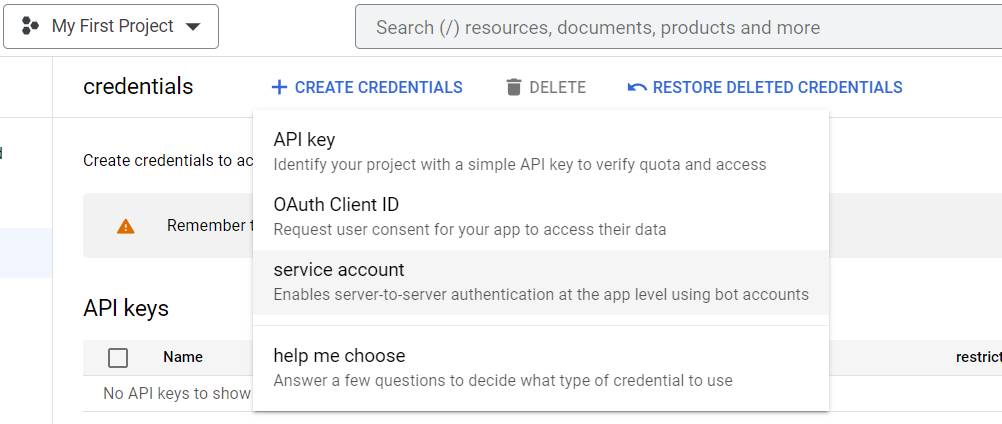 My First Project
Search (/) resources, documents, products and more
credentials
CREATE CREDENTIALS
DELETE
RESTORE DELETED CREDENTIALS
Create credentials to
API key
Identify your project with a simple API key to verify quota and access
OAuth Client ID
Request user consent for your app to access their data
Remember
service account
Enables server-to-server authentication at the app level using bot accounts
API keys
Name
help me choose
Answer a few questions to decide what type of credential to use
No API keys to show